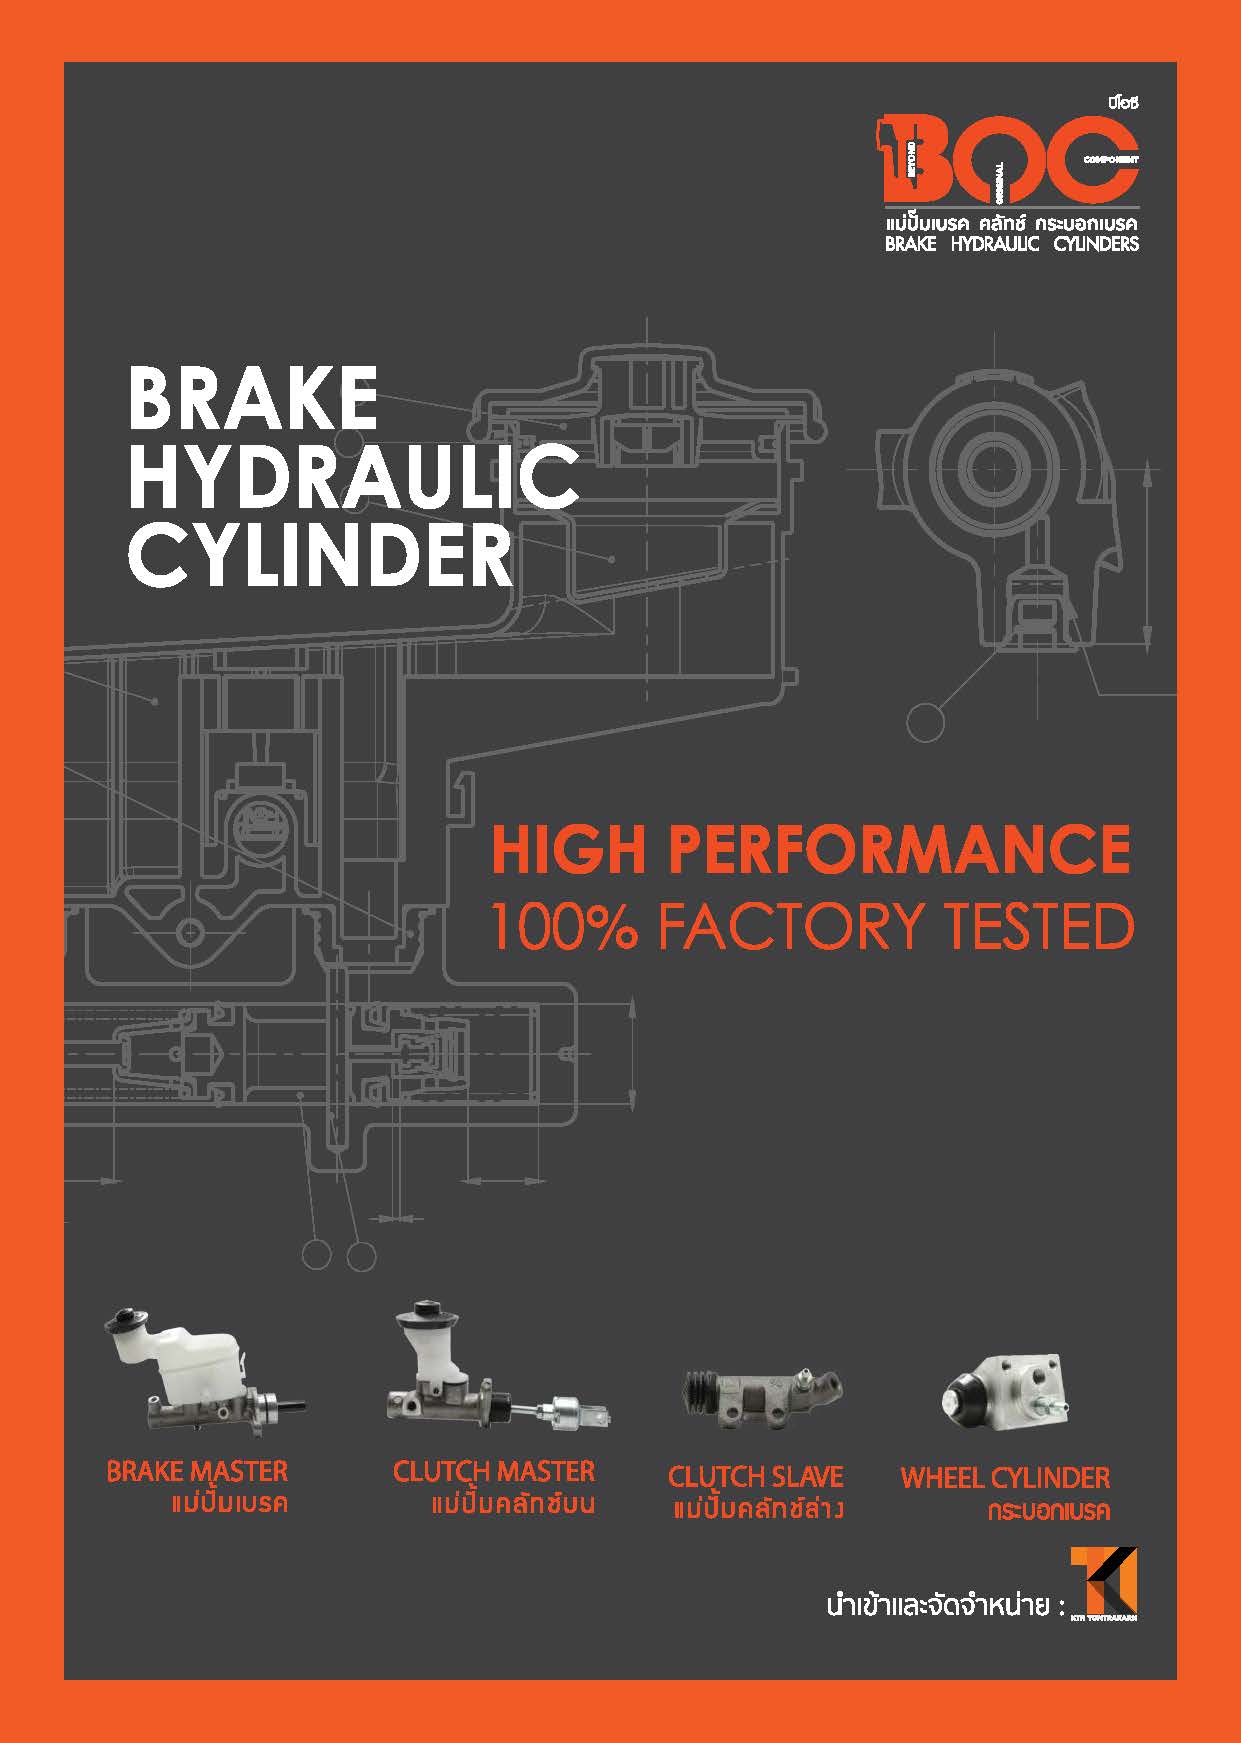 บีโอซี
BOC
BEYOND
ORIGINAL
COMPONENT
แม่ปั๊มเบรค คลัทช์ กระบอกเบรค
BRAKE HYDRAULIC CYLINDERS
BRAKE
HYDRAULIC
CYLINDER
HIGH PERFORMANCE
100% FACTORY TESTED
BRAKE MASTER
แม่ปั้มเบรค
CLUTCH MASTER
แม่ปั้มคลัทช์บน
CLUTCH SLAVE
แม่ปั้มคลัทช์ล่าง
WHEEL CYLINDER
กระบอกเบรค
นำเข้าและจัดจำหน่าย :
KTH TONTRAKARN